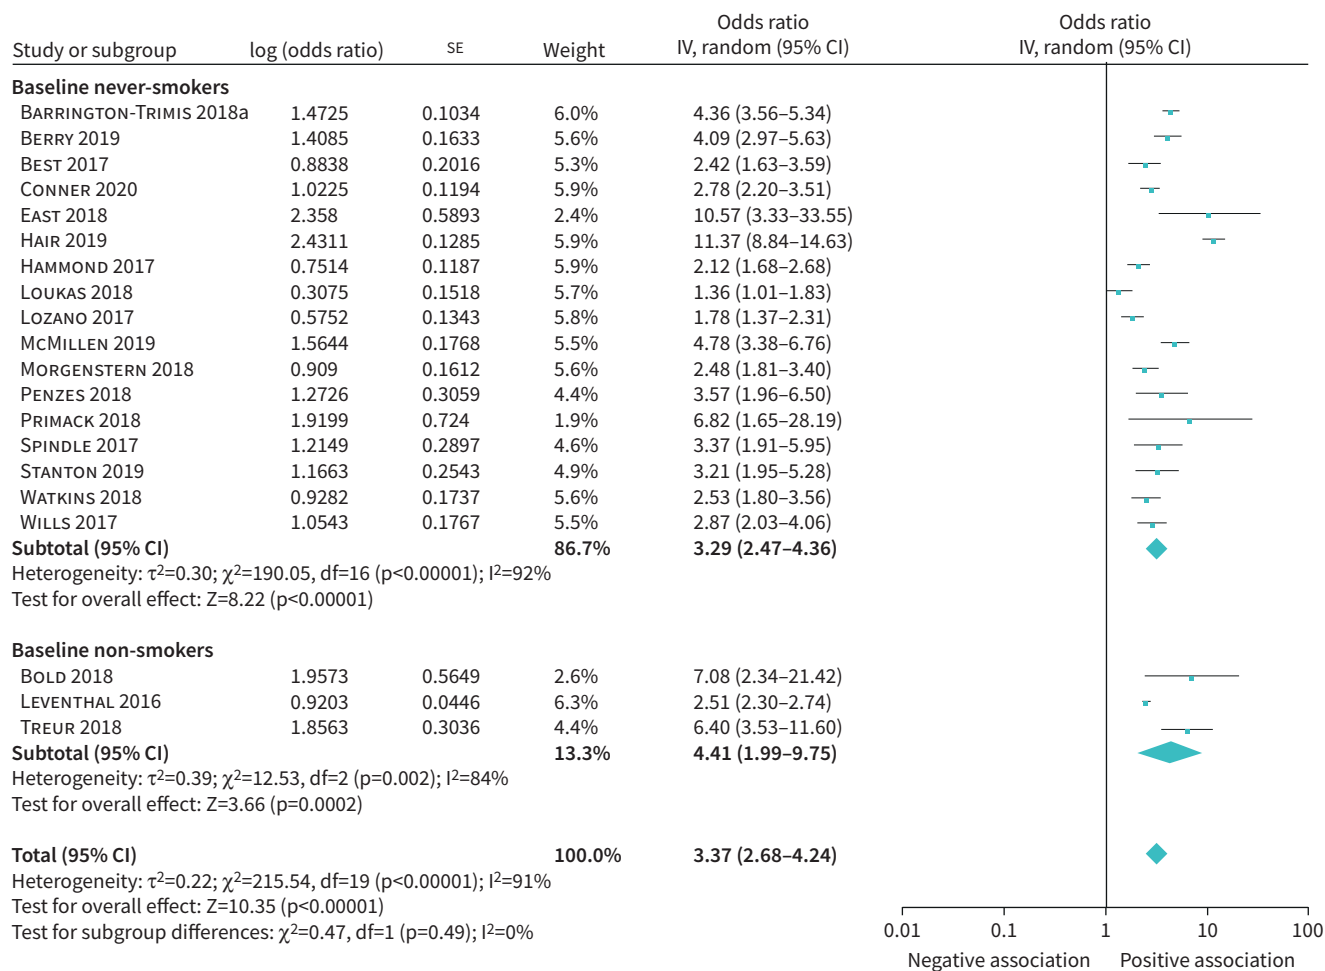 Study or subgroup log (odds ratio) SE Weight Odds ratio IV, random (95% CI) Odds ratio IV, random (95% CI)
Baseline never-smokers
BARRINGTON-TRIMIS 2018a 1.4725 0.1034 6.0% 4.36 (3.56–5.34)
BERRY 2019 1.4085 0.1633 5.6% 4.09 (2.97–5.63)
BEST 2017 0.8838 0.2016 5.3% 2.42 (1.63–3.59)
CONNER 2020 1.0225 0.1194 5.9% 2.78 (2.20–3.51)
EAST 2018 2.358 0.5893 2.4% 10.57 (3.33–33.55)
HAIR 2019 2.4311 0.1285 5.9% 11.37 (8.84–14.63)
HAMMOND 2017 0.7514 0.1187 5.9% 2.12 (1.68–2.68)
LOUKAS 2018 0.3075 0.1518 5.7% 1.36 (1.01–1.83)
LOZANO 2017 0.5752 0.1343 5.8% 1.78 (1.37–2.31)
MCMILLEN 2019 1.5644 0.1768 5.5% 4.78 (3.38–6.76)
MORGENSTERN 2018 0.909 0.1612 5.6% 2.48 (1.81–3.40)
PENZES 2018 1.2726 0.3059 4.4% 3.57 (1.96–6.50)
PRIMACK 2018 1.9199 0.724 1.9% 6.82 (1.65–28.19)
SPINDLE 2017 1.2149 0.2897 4.6% 3.37 (1.91–5.95)
STANTON 2019 1.1663 0.2543 4.9% 3.21 (1.95–5.28)
WATKINS 2018 0.9282 0.1737 5.6% 2.53 (1.80–3.56)
WILLS 2017 1.0543 0.1767 5.5% 2.87 (2.03–4.06)
Subtotal (95% CI) 86.7% 3.29 (2.47–4.36)
Heterogeneity: τ²=0.30; χ²=190.05, df=16 (p<0.00001); I²=92%
Test for overall effect: Z=8.22 (p<0.00001)
Baseline non-smokers
BOLD 2018 1.9573 0.5649 2.6% 7.08 (2.34–21.42)
LEVENTHAL 2016 0.9203 0.0446 6.3% 2.51 (2.30–2.74)
TREUR 2018 1.8563 0.3036 4.4% 6.40 (3.53–11.60)
Subtotal (95% CI) 13.3% 4.41 (1.99–9.75)
Heterogeneity: τ²=0.39; χ²=12.53, df=2 (p=0.002); I²=84%
Test for overall effect: Z=3.66 (p=0.0002)
Total (95% CI) 100.0% 3.37 (2.68–4.24)
Heterogeneity: τ²=0.22; χ²=215.54, df=19 (p<0.00001); I²=91%
Test for overall effect: Z=10.35 (p<0.00001)
Test for subgroup differences: χ²=0.47, df=1 (p=0.49); I²=0%
0.01 0.1 1 10 100
Negative association Positive association